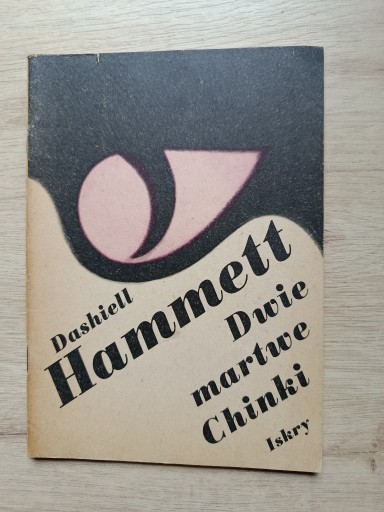 Dashiell
Hammett
Dwie
martwe
Chinki
Iskry